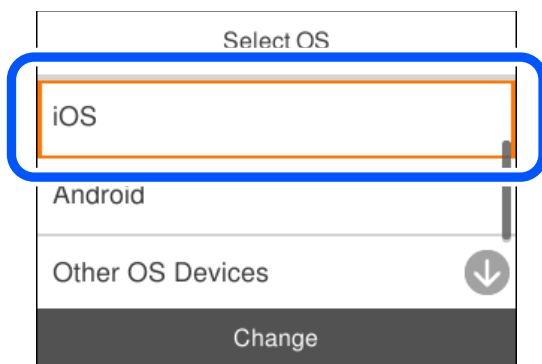 Select OS
iOS
Android
Other OS Devices
Change